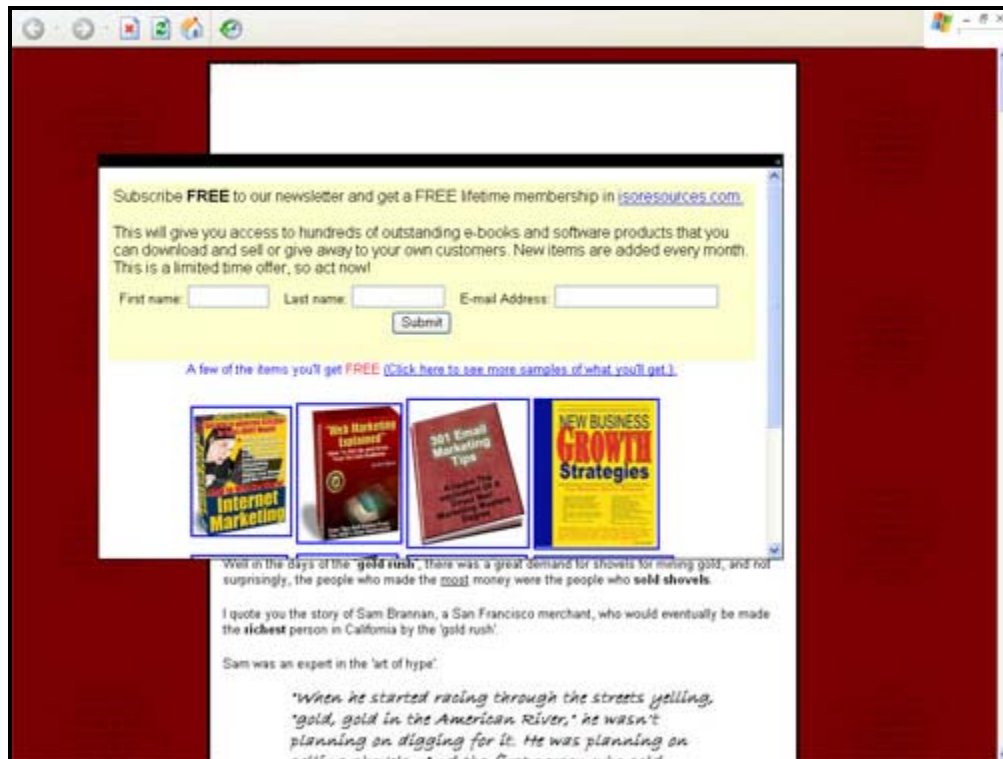 Subscribe FREE to our newsletter and get a FREE lifetime membership in isoresources.com.
This will give you access to hundreds of outstanding e-books and software products that you
can download and sell or give away to your own customers. New items are added every month.
This is a limited time offer, so act now!
First name: Last name: E-mail Address:
Submit
A few of the items you'll get FREE (Click here to see more samples of what you'll get.).
Internet
Marketing
"Web Marketing
Explained"
301 Email
Marketing
Tips
NEW BUSINESS
GROWTH
Strategies
Well in the days of the 'gold rush', there was a great demand for shovels for mining gold, and not
surprisingly, the people who made the most money were the people who sold shovels.
I quote you the story of Sam Brannan, a San Francisco merchant, who would eventually be made
the richest person in California by the 'gold rush'.
Sam was an expert in the 'art of hype'.
"When he started racing through the streets yelling,
"gold, gold in the American River," he wasn't
planning on digging for it. He was planning on